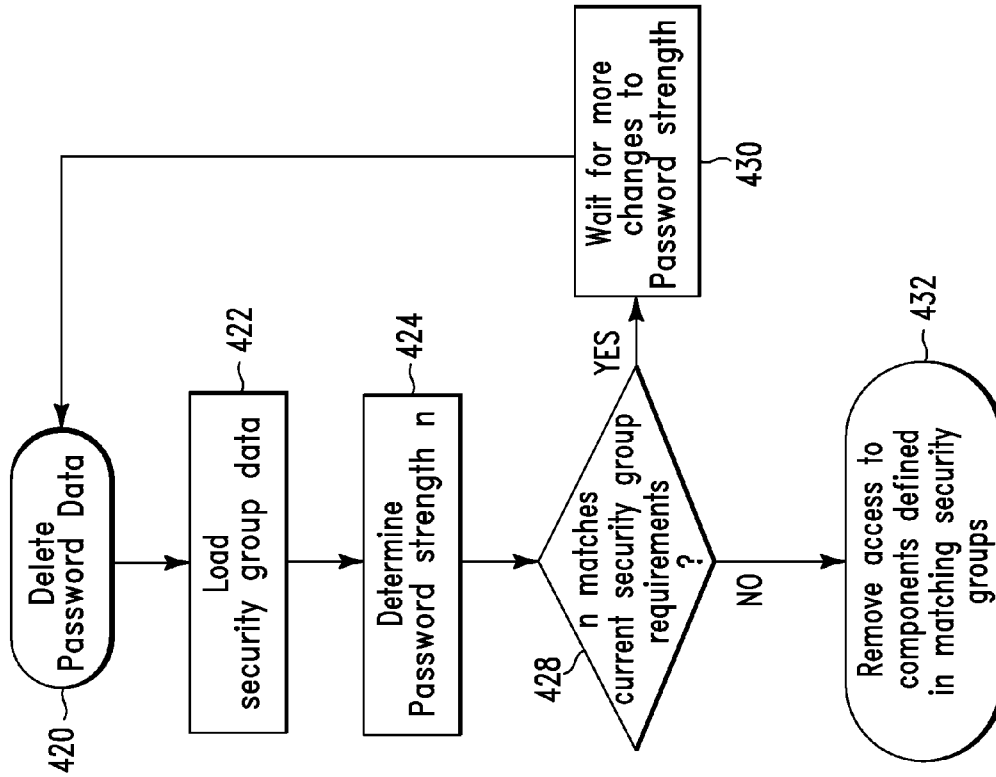 Delete
Password Data
420
Load
security group data
422
Determine
Password strength n
424
n matches
current security group
requirements
?
428
YES
Wait for more
changes to
Password strength
430
NO
Remove access to
components defined
in matching security
groups
432